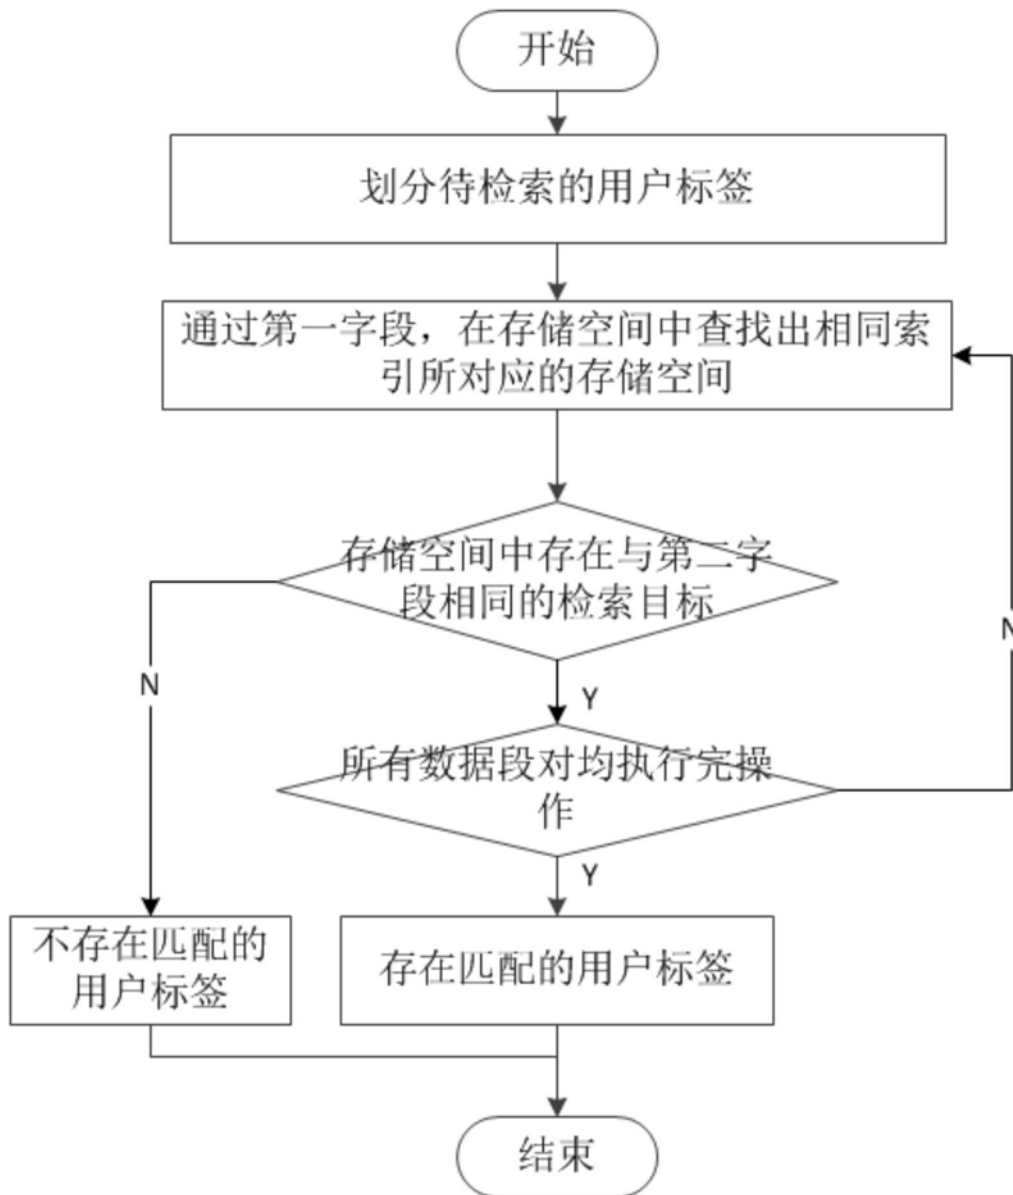 开始
划分待检索的用户标签
通过第一字段，在存储空间中查找出相同索
引所对应的存储空间
存储空间中存在与第二字
段相同的检索目标
N
N
Y
所有数据段对均执行完操
作
Y
不存在匹配的
用户标签
存在匹配的用户标签
结束